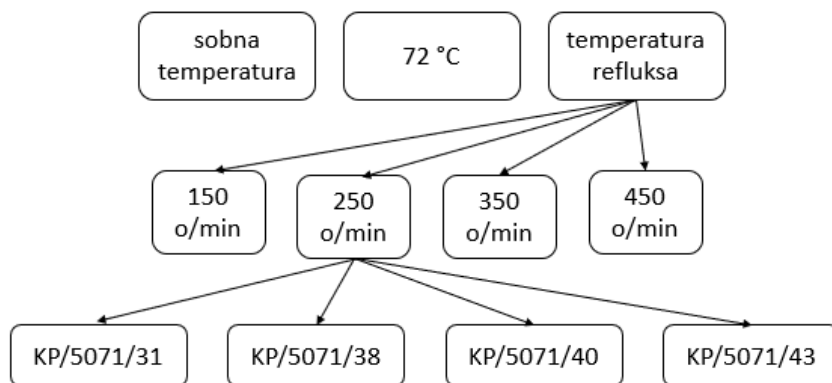 sobna
temperatura
72 °C
temperatura
refluksa
150
o/min
250
o/min
350
o/min
450
o/min
KP/5071/31
KP/5071/38
KP/5071/40
KP/5071/43